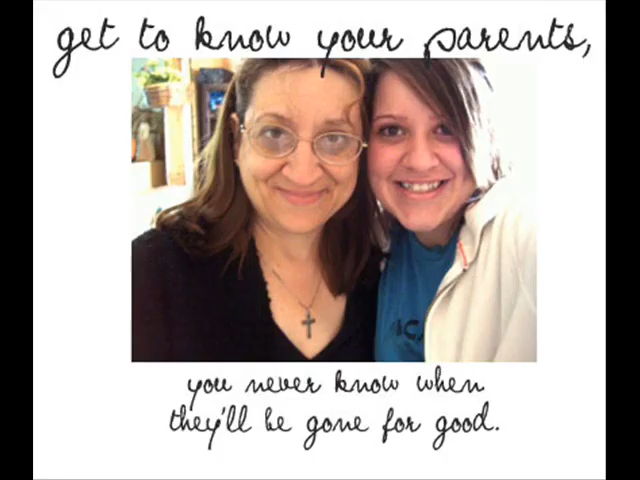 get to know your parents,
you never know when
they'll be gone for good.